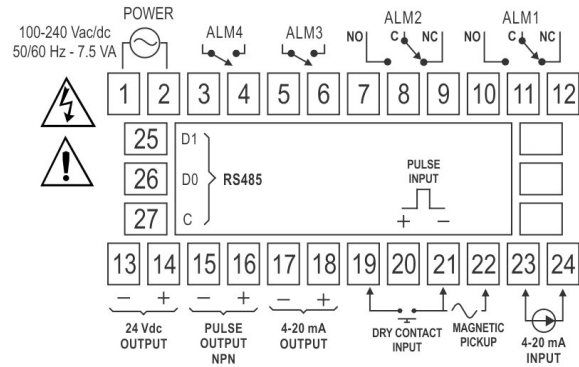 POWER
100-240 Vac/dc
50/60 Hz - 7.5 VA
ALM4
ALM3
ALM2
NO C NC
ALM1
NO C NC
1 2 3 4 5 6 7 8 9 10 11 12
25 D1
26 D0 RS485
27 C
PULSE
INPUT
+ −
13 14 15 16 17 18 19 20 21 22 23 24
− + − + − +
24 Vdc
OUTPUT
PULSE
OUTPUT
NPN
4-20 mA
OUTPUT
DRY CONTACT
INPUT
MAGNETIC
PICKUP
4-20 mA
INPUT